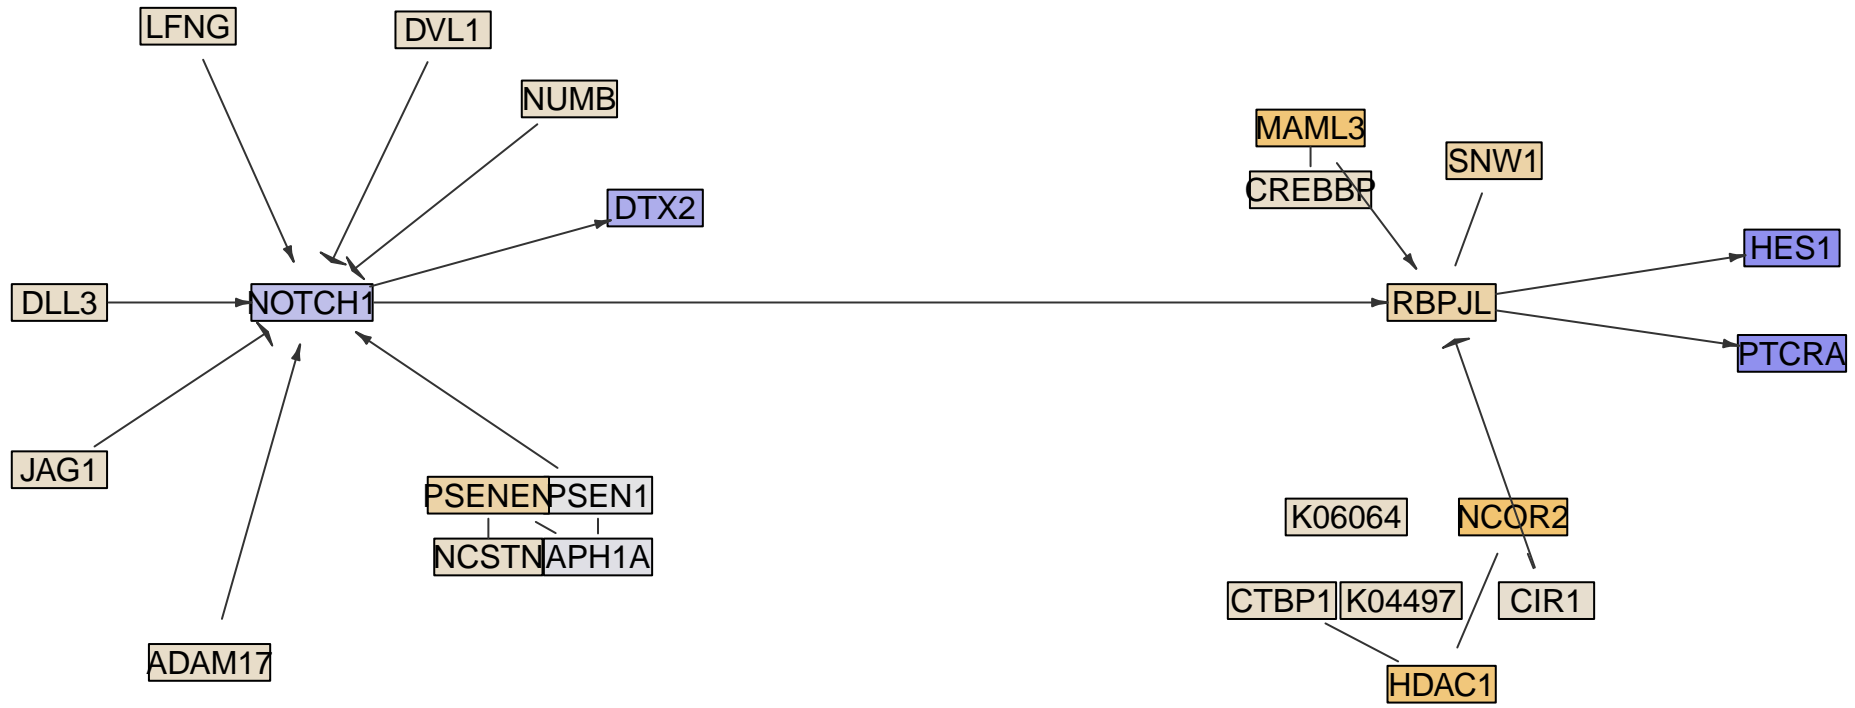 LFNG
DVL1
NUMB
MAML3
SNW1
CREBBP
DTX2
HES1
DLL3
NOTCH1
RBPJL
PTCRA
JAG1
PSENEN
PSEN1
K06064
NCOR2
NCSTN
APH1A
CTBP1
K04497
CIR1
ADAM17
HDAC1